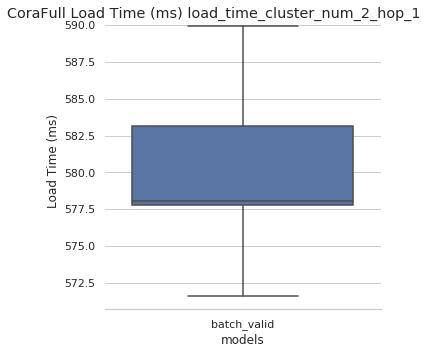 CoraFull Load Time (ms) load_time_cluster_num_2_hop_1
590.0
587.5
585.0
582.5
580.0
577.5
575.0
572.5
Load Time (ms)
batch_valid
models